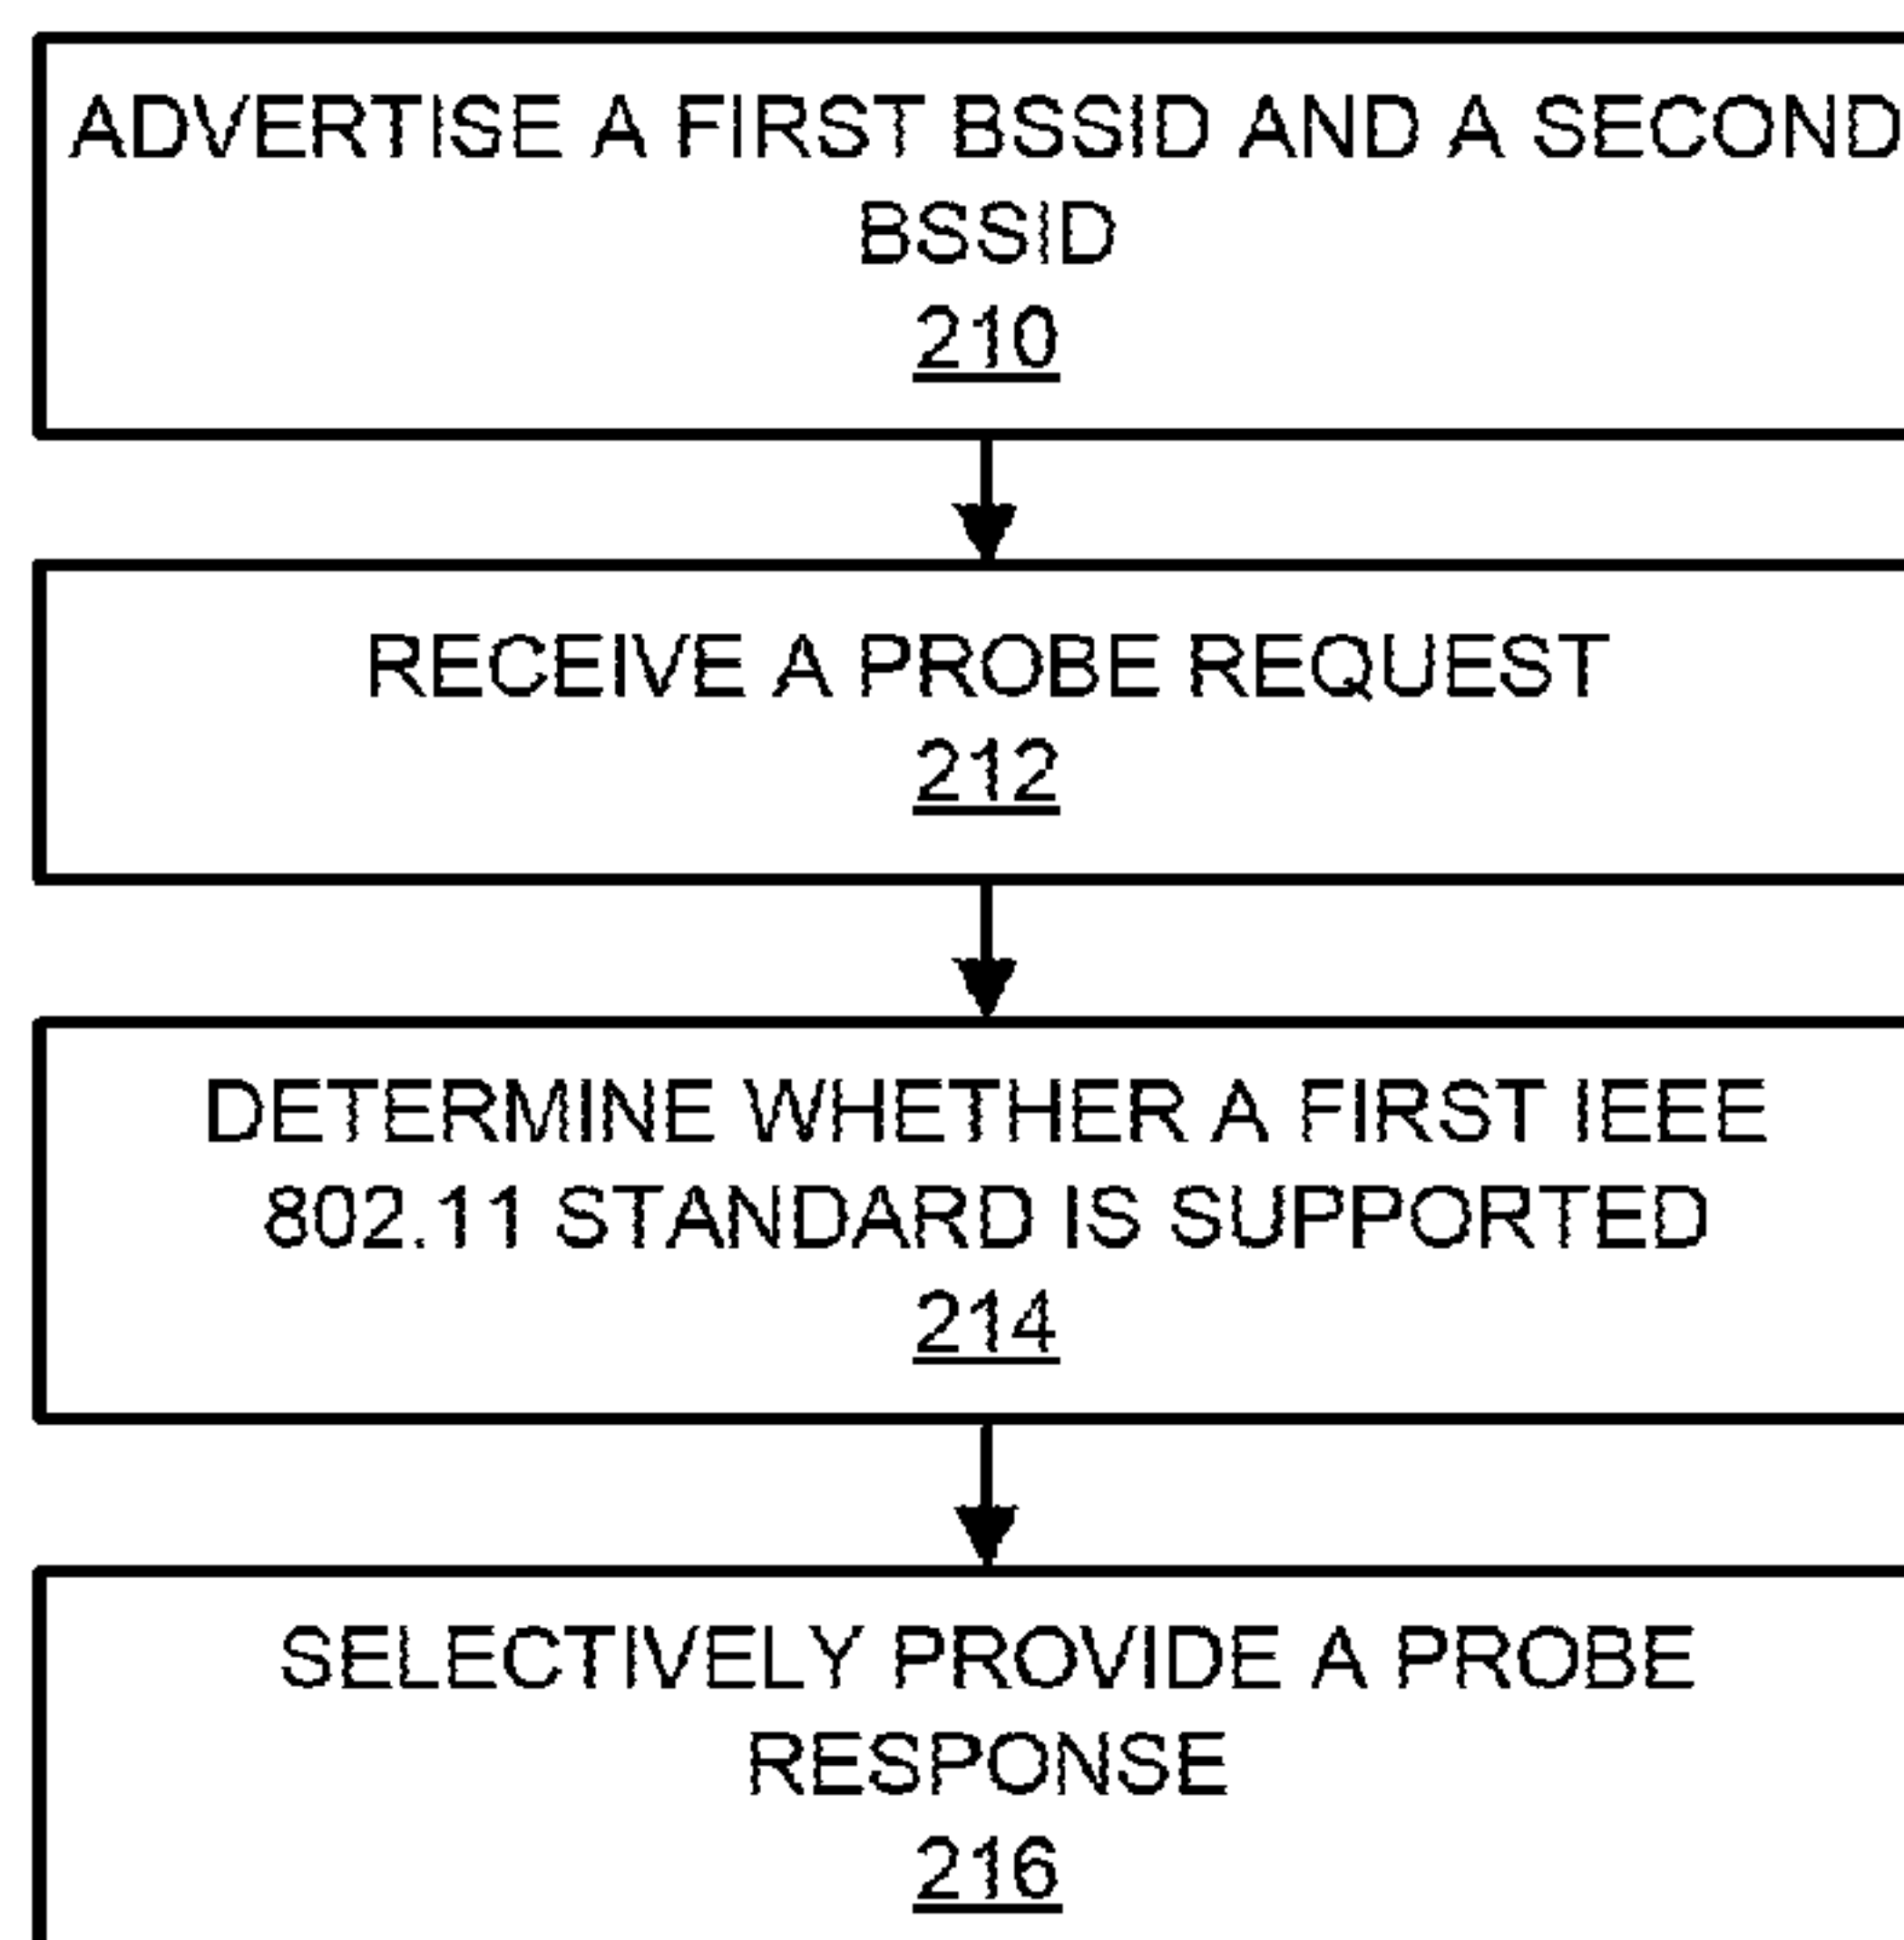 ADVERTISE A FIRST BSSID AND A SECOND
BSSID
210
RECEIVE A PROBE REQUEST
212
DETERMINE WHETHER A FIRST IEEE
802.11 STANDARD IS SUPPORTED
214
SELECTIVELY PROVIDE A PROBE
RESPONSE
216